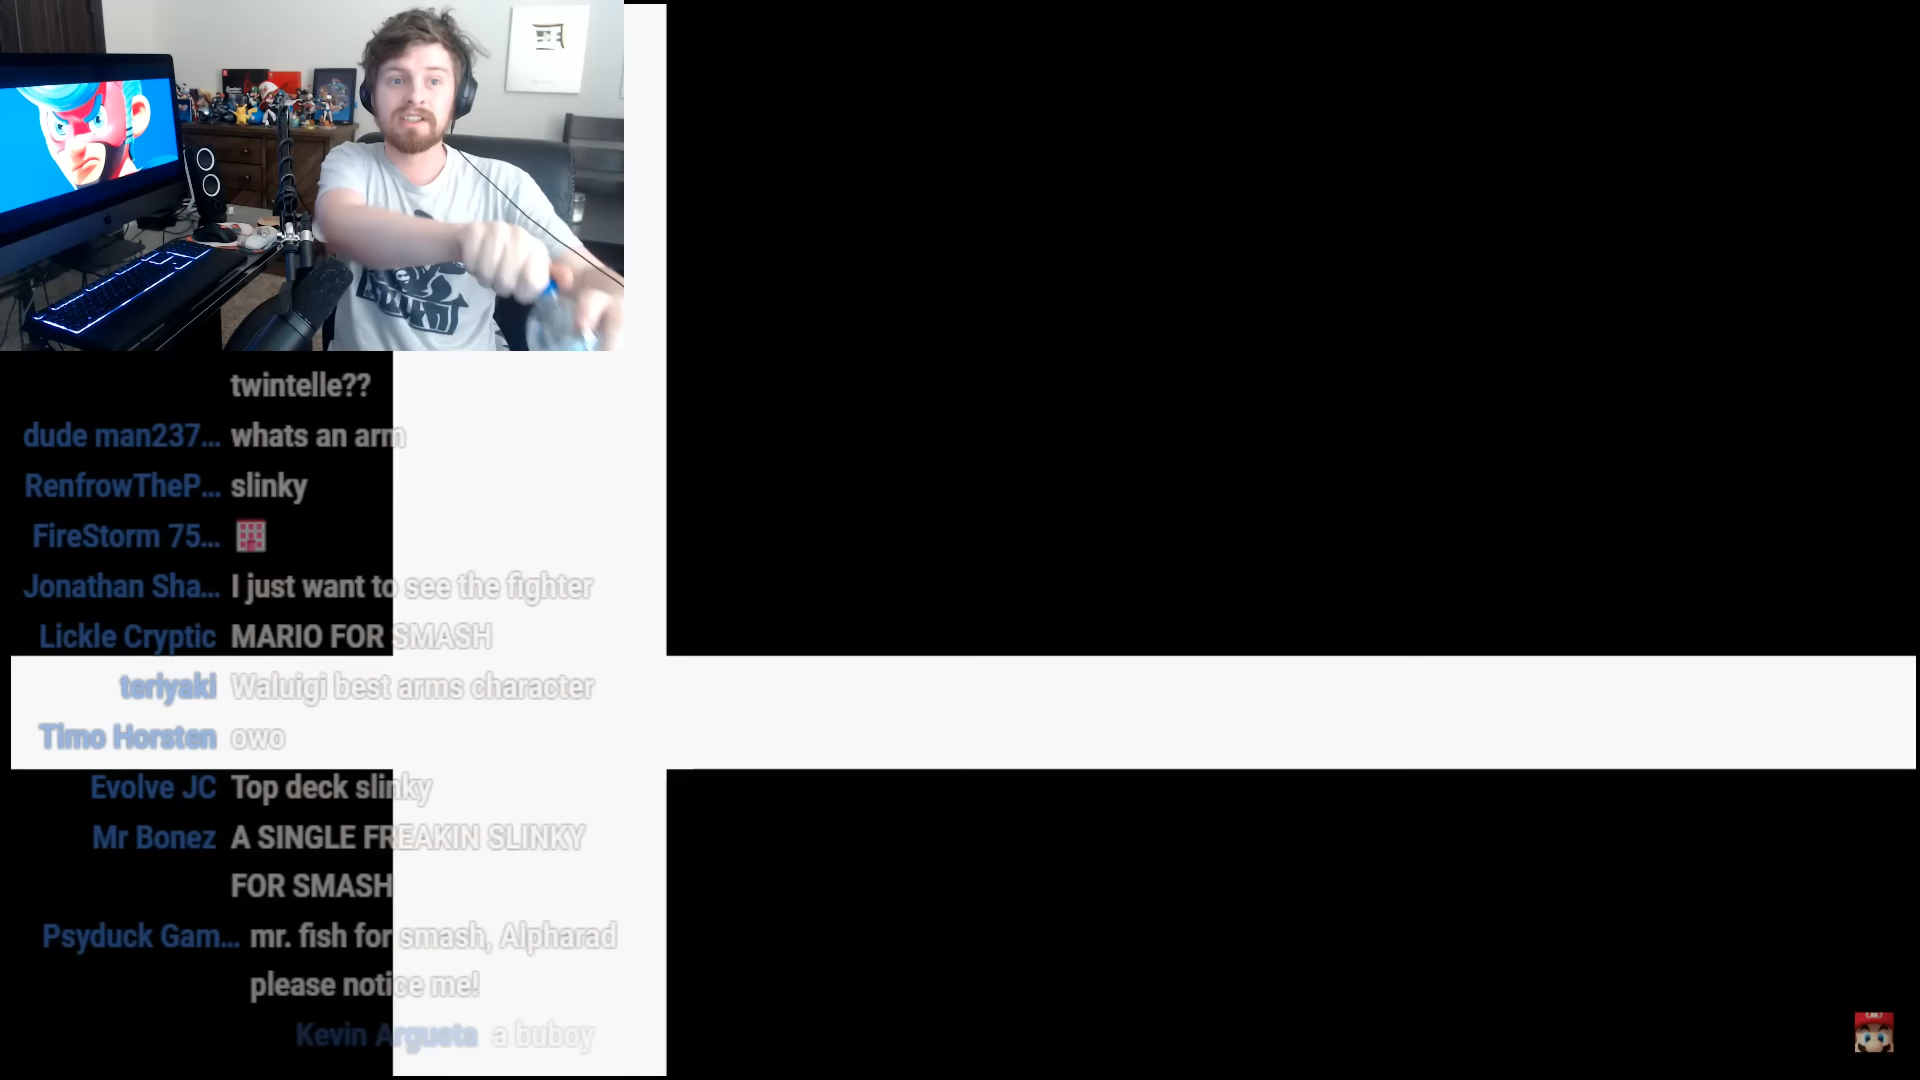 twintelle??
dude man237... whats an arm
RenfrowTheP... slinky
FireStorm 75...
Jonathan Sha... I just want to see the fighter
Lickle Cryptic MARIO FOR SMASH
teriyaki Waluigi best arms character
Timo Horsten owo
Evolve JC Top deck slinky
Mr Bonez A SINGLE FREAKIN SLINKY
FOR SMASH
Psyduck Gam... mr. fish for smash, Alpharad
please notice me!
Kevin Argueta a buboy